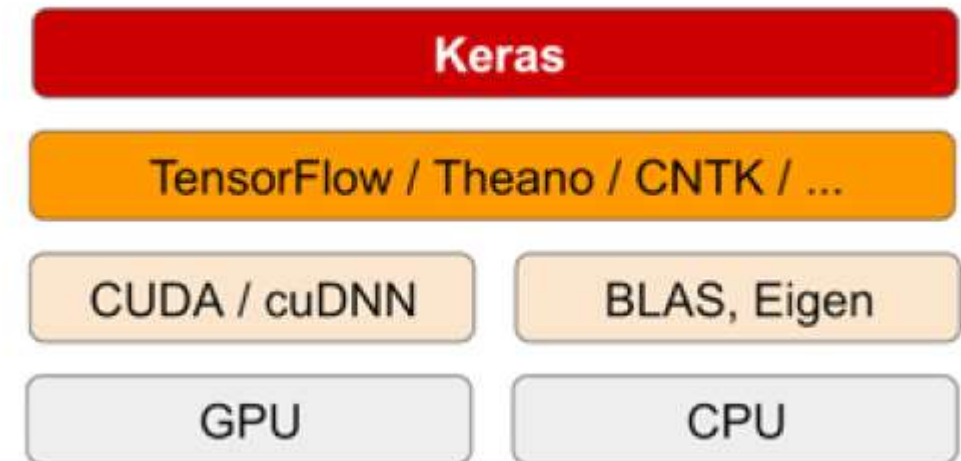 Keras
TensorFlow / Theano / CNTK / ...
CUDA / cuDNN
BLAS, Eigen
GPU
CPU